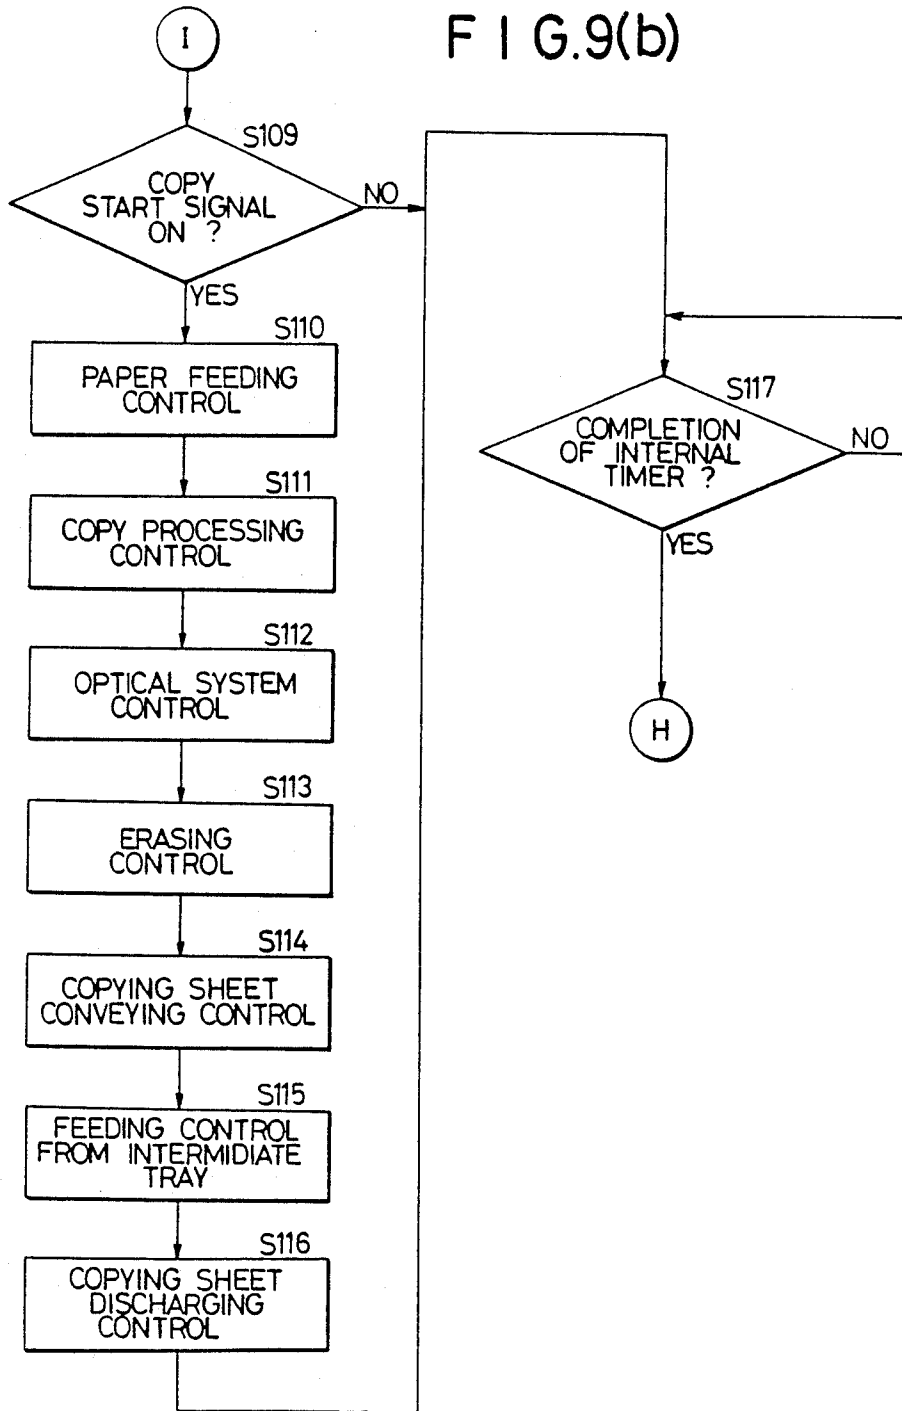 F I G.9(b)
I
S109
COPY
START SIGNAL
ON ?
NO
YES
S110
PAPER FEEDING
CONTROL
S111
COPY PROCESSING
CONTROL
S112
OPTICAL SYSTEM
CONTROL
S113
ERASING
CONTROL
S114
COPYING SHEET
CONVEYING CONTROL
S115
FEEDING CONTROL
FROM INTERMIDIATE
TRAY
S116
COPYING SHEET
DISCHARGING
CONTROL
S117
COMPLETION
OF INTERNAL
TIMER ?
NO
YES
H